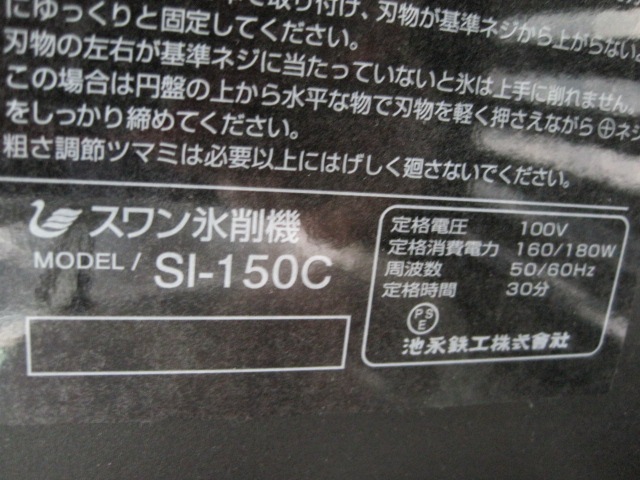 取り付け、刃物が基準ネジから上がらない
にゆっくりと固定してください。
刃物の左右が基準ネジに当たっていないと氷は上手に削れません
この場合は円盤の上から水平な物で刃物を軽く押さえながら⊕ネ
をしっかり締めてください。
粗さ調節ツマミは必要以上にはげしく廻さないでください。
スワン氷削機
MODEL / SI-150C
定格電圧 100V
定格消費電力 160/180W
周波数 50/60Hz
定格時間 30分
PSE
池永鉄工株式會社